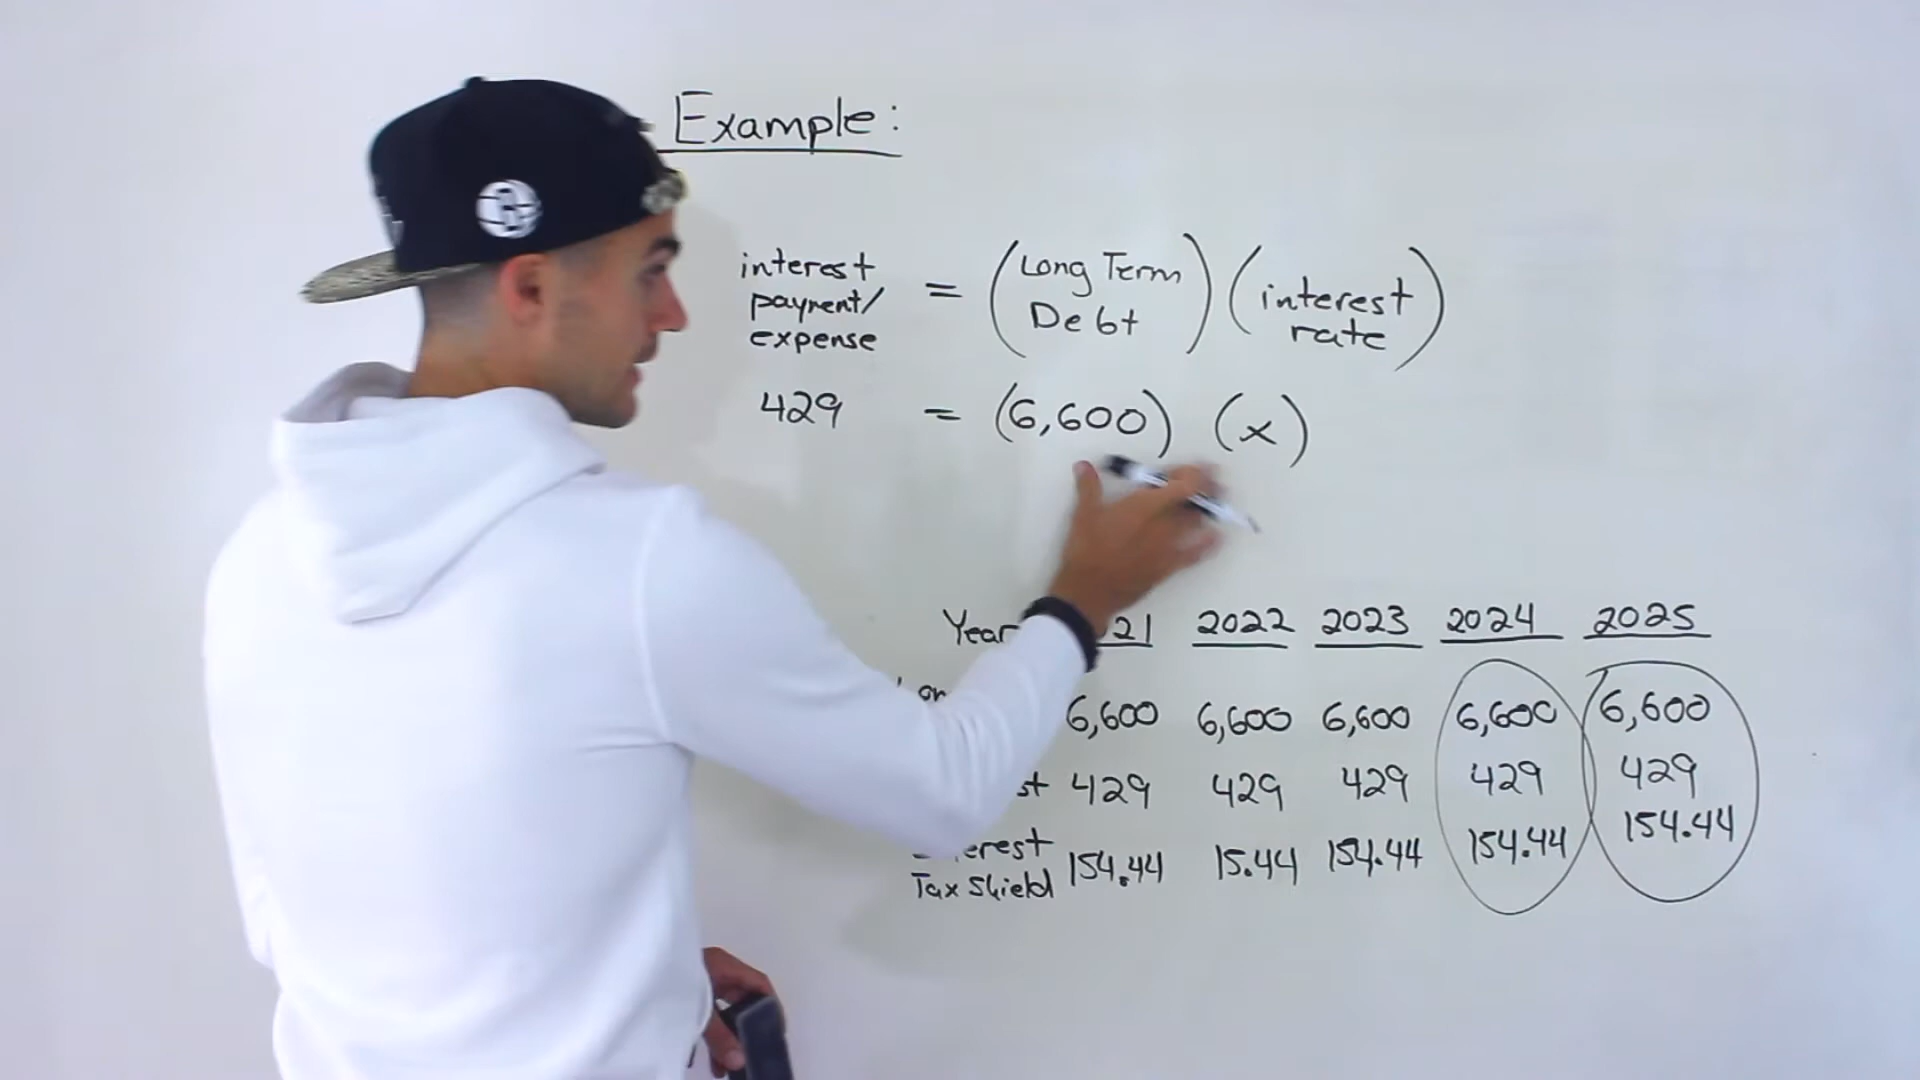 Example:
interest payment/ expense = (Long Term Debt) (interest rate)
429 = (6,600) (x)
Year 2022 2023 2024 2025
6,600 6,600 6,600 6,600 6,600
429 429 429 429 429
Tax Shield 154.44 15.44 154.44 154.44 154.44